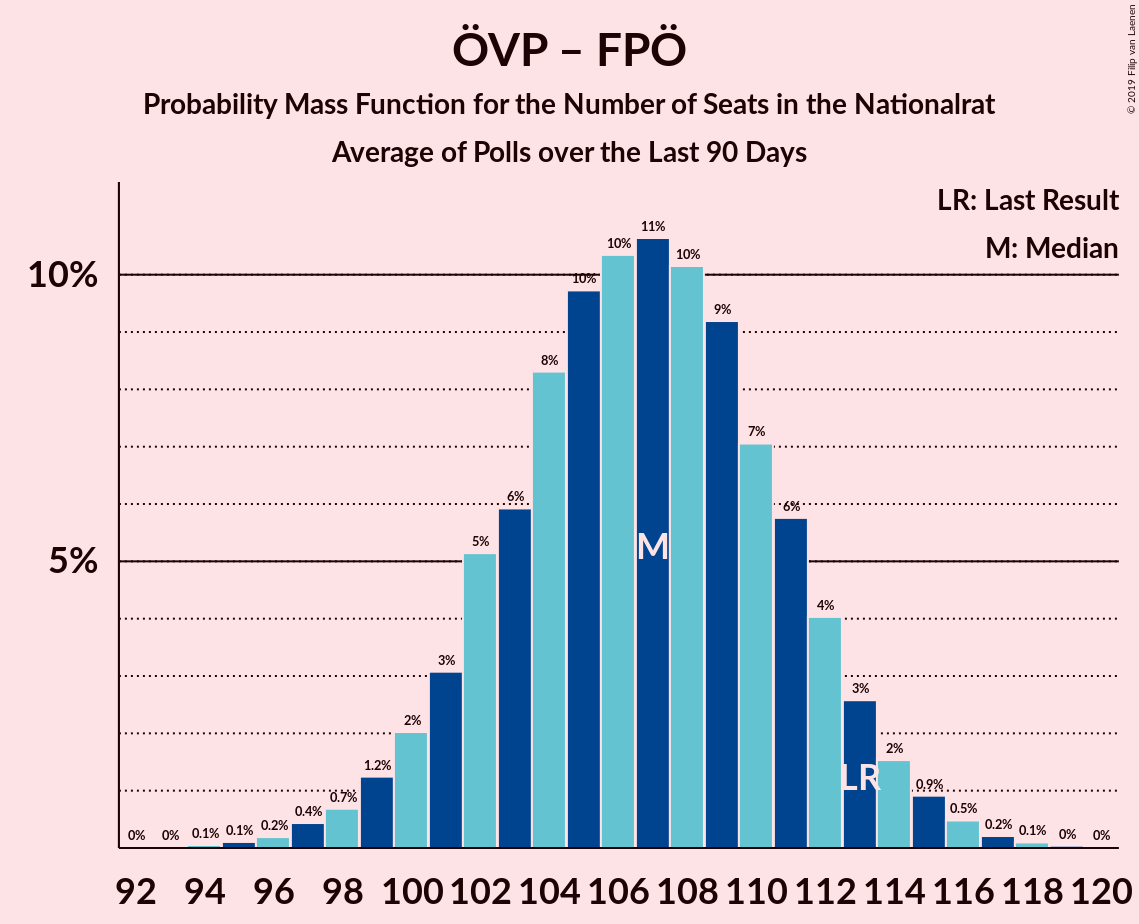 ÖVP – FPÖ
Probability Mass Function for the Number of Seats in the Nationalrat
Average of Polls over the Last 90 Days
© 2019 Filip van Laenen
LR: Last Result
M: Median
10%
5%
0% 0% 0.1% 0.1% 0.2% 0.4% 0.7% 1.2% 2% 3% 5% 6% 8% 10% 10% 11% 10% 9% 7% 6% 4% 3% 2% 0.9% 0.5% 0.2% 0.1% 0% 0%
M
LR
92 94 96 98 100 102 104 106 108 110 112 114 116 118 120